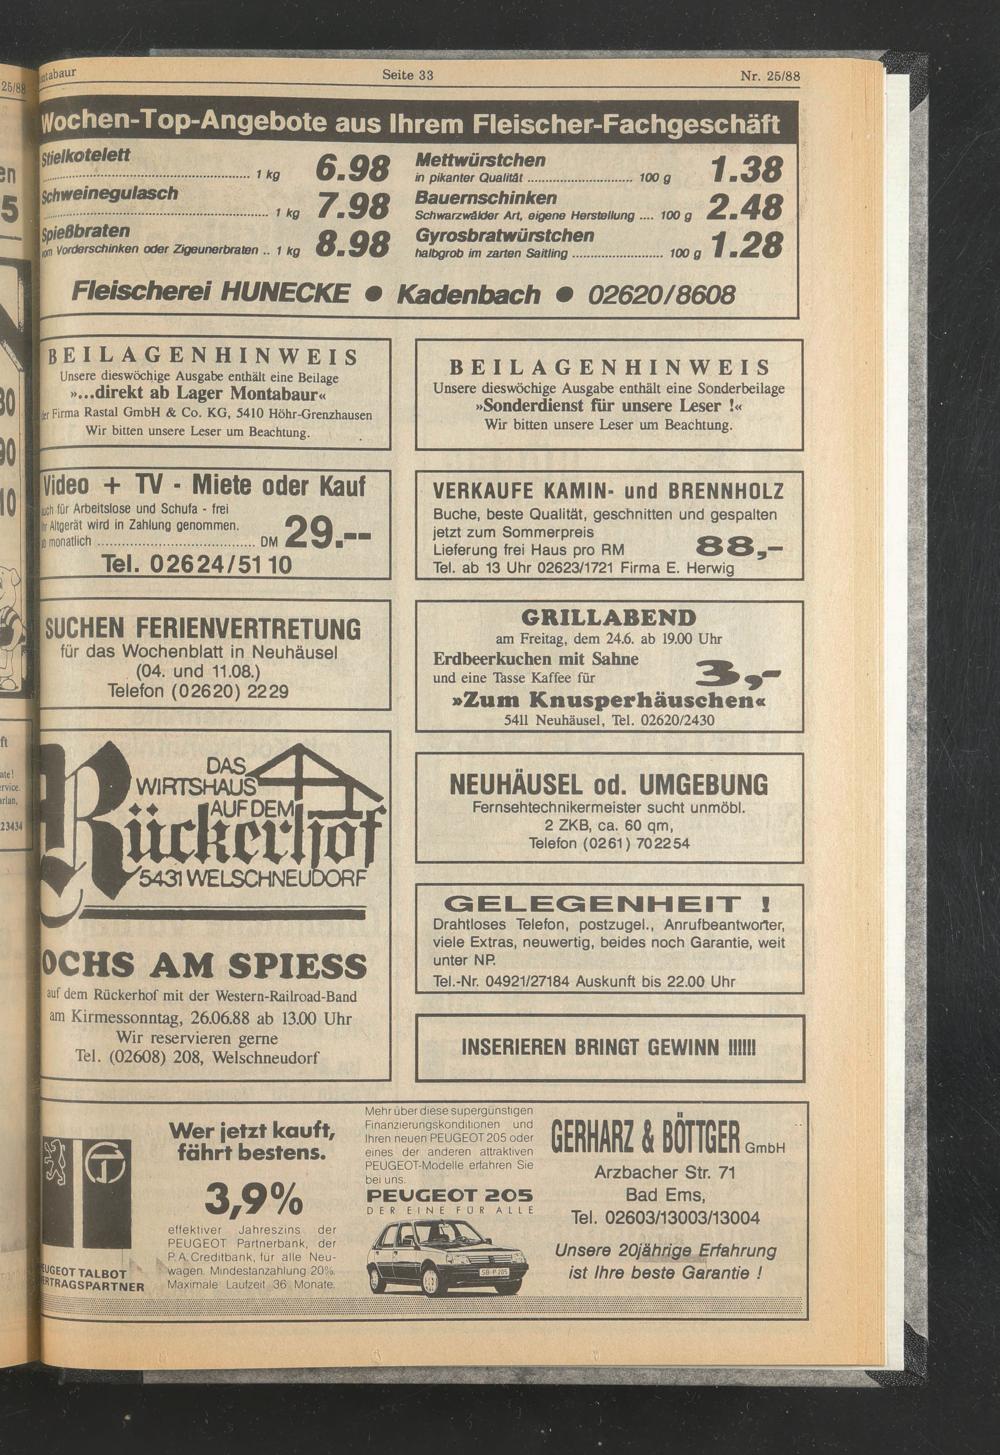 Seite 33
Nr. 25/88
25/88
Wochen-Top-Angebote aus Ihrem Fleischer-Fachgeschäft
Stielkotelett
1 kg 6.98
Schweinegulasch
1 kg 7.98
Spießbraten
Vorderschinken oder Zigeunerbraten .. 1 kg 8.98
Mettwürstchen
in pikanter Qualität ........ 100 g 1.38
Bauernschinken
Schwarzwälder Art, eigene Herstellung .... 100 g 2.48
Gyrosbratwürstchen
halbgrob im zarten Saitling ........ 100 g 1.28
Fleischerei HUNECKE ● Kadenbach ● 02620/8608
BEILAGENHINWEIS
Unsere dieswöchige Ausgabe enthält eine Beilage
»...direkt ab Lager Montabaur«
Firma Rastal GmbH & Co. KG, 5410 Höhr-Grenzhausen
Wir bitten unsere Leser um Beachtung.
BEILAGENHINWEIS
Unsere dieswöchige Ausgabe enthält eine Sonderbeilage
»Sonderdienst für unsere Leser !«
Wir bitten unsere Leser um Beachtung.
Video + TV - Miete oder Kauf
für Arbeitslose und Schufa - frei
Altgerät wird in Zahlung genommen.
monatlich ........ DM 29.--
Tel. 02624/5110
VERKAUFE KAMIN- und BRENNHOLZ
Buche, beste Qualität, geschnitten und gespalten
jetzt zum Sommerpreis
Lieferung frei Haus pro RM 88,-
Tel. ab 13 Uhr 02623/1721 Firma E. Herwig
SUCHEN FERIENVERTRETUNG
für das Wochenblatt in Neuhäusel
(04. und 11.08.)
Telefon (02620) 2229
GRILLABEND
am Freitag, dem 24.6. ab 19.00 Uhr
Erdbeerkuchen mit Sahne
und eine Tasse Kaffee für 3,-
»Zum Knusperhäuschen«
5411 Neuhäusel, Tel. 02620/2430
DAS
WIRTSHAUS
AUF DEM
Rückerhof
5431 WELSCHNEUDORF
OCHS AM SPIESS
auf dem Rückerhof mit der Western-Railroad-Band
am Kirmessonntag, 26.06.88 ab 13.00 Uhr
Wir reservieren gerne
Tel. (02608) 208, Welschneudorf
NEUHÄUSEL od. UMGEBUNG
Fernsehtechnikermeister sucht unmöbl.
2 ZKB, ca. 60 qm,
Telefon (0261) 70 22 54
GELEGENHEIT !
Drahtloses Telefon, postzugel., Anrufbeantworter,
viele Extras, neuwertig, beides noch Garantie, weit
unter NP.
Tel.-Nr. 04921/27184 Auskunft bis 22.00 Uhr
INSERIEREN BRINGT GEWINN !!!!!!
Wer jetzt kauft,
fährt bestens.
3,9%
effektiver Jahreszins der
PEUGEOT Partnerbank, der
P.A. Creditbank, für alle Neu-
wagen. Mindestanzahlung 20%.
Maximale Laufzeit 36 Monate.
PEUGEOT TALBOT
VERTRAGSPARTNER
Mehr über diese supergünstigen
Finanzierungskonditionen und
Ihren neuen PEUGEOT 205 oder
eines der anderen attraktiven
PEUGEOT-Modelle erfahren Sie
bei uns.
PEUGEOT 205
DER EINE FÜR ALLE
SB-P 205
GERHARZ & BÖTTGER GmbH
Arzbacher Str. 71
Bad Ems,
Tel. 02603/13003/13004
Unsere 20jährige Erfahrung
ist Ihre beste Garantie !
23434